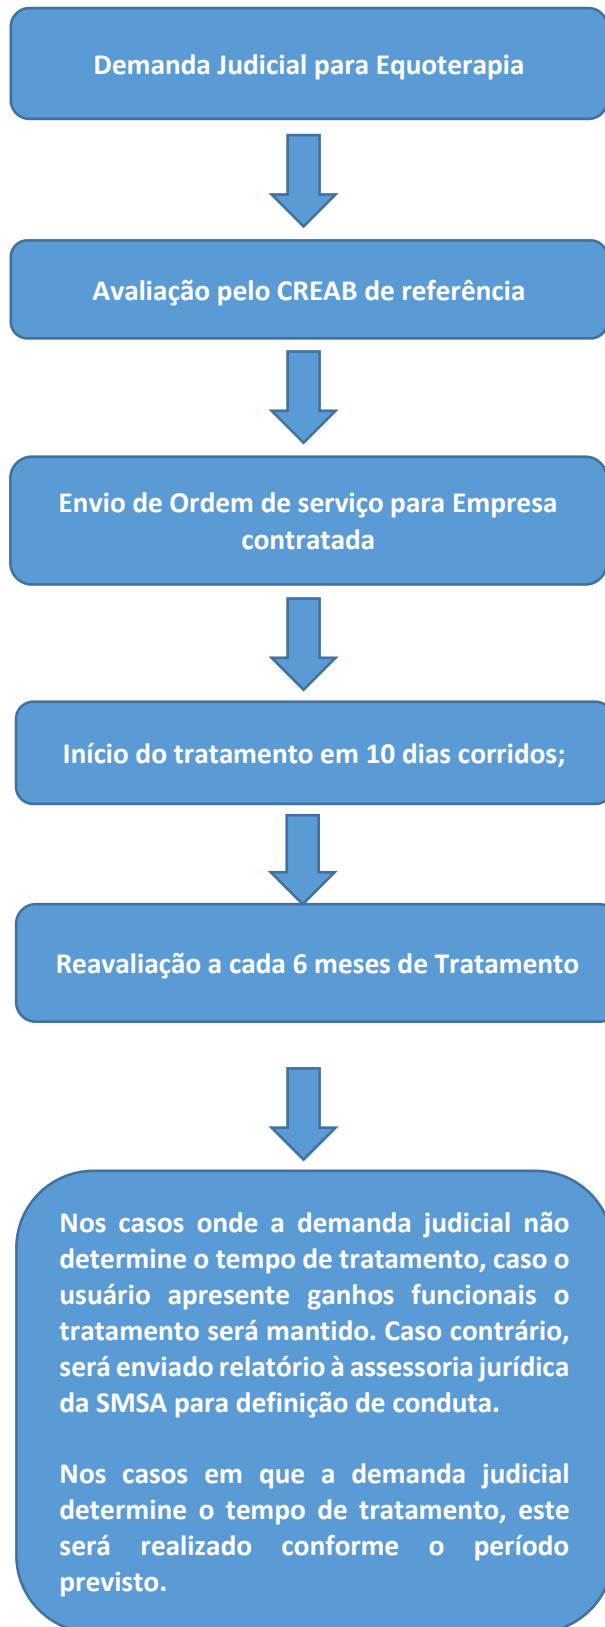 Demanda Judicial para Equoterapia
Avaliação pelo CREAB de referência
Envio de Ordem de serviço para Empresa
contratada
Início do tratamento em 10 dias corridos;
Reavaliação a cada 6 meses de Tratamento
Nos casos onde a demanda judicial não
determine o tempo de tratamento, caso o
usuário apresente ganhos funcionais o
tratamento será mantido. Caso contrário,
será enviado relatório à assessoria jurídica
da SMSA para definição de conduta.
Nos casos em que a demanda judicial
determine o tempo de tratamento, este
será realizado conforme o período
previsto.